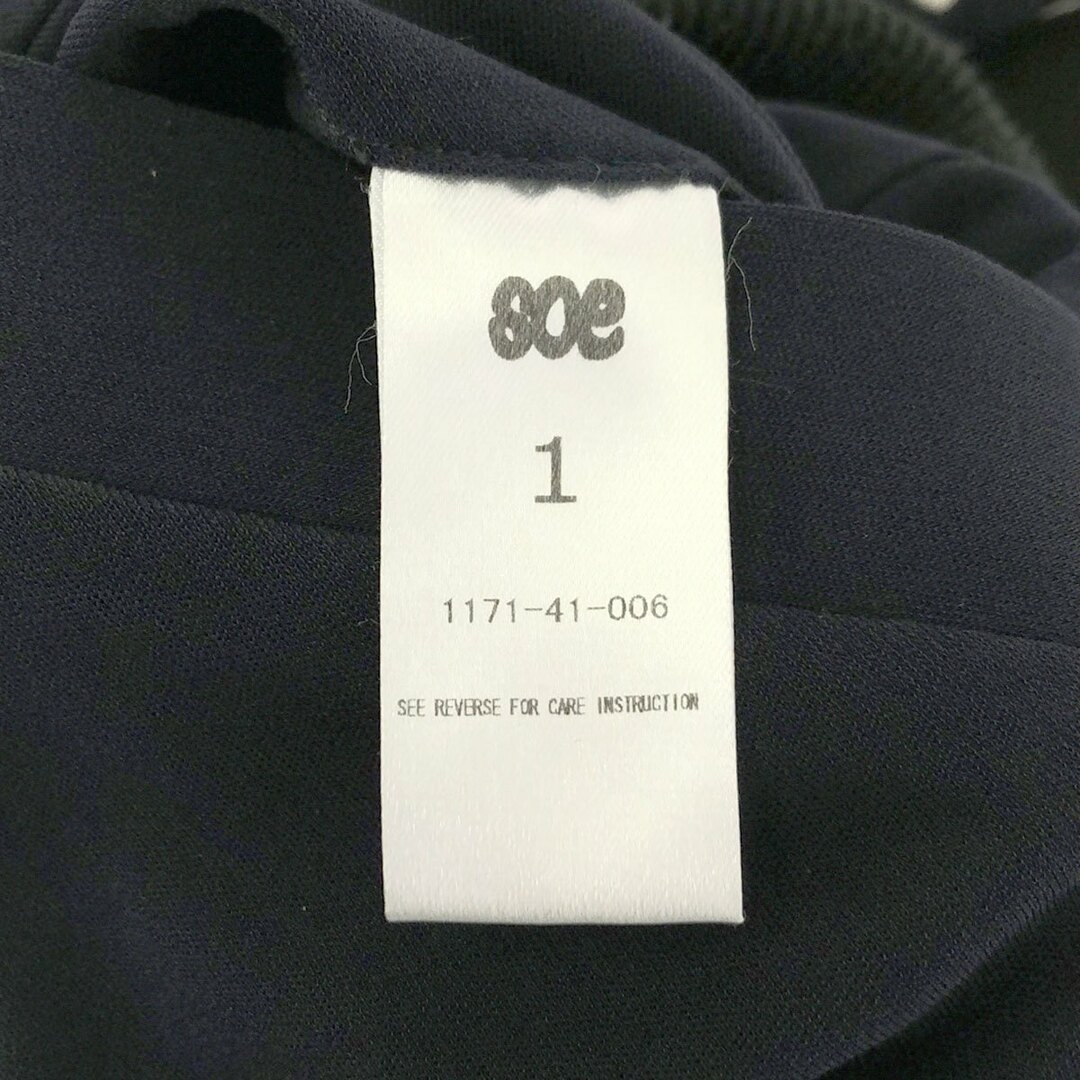 soe
1
1171-41-006
SEE REVERSE FOR CARE INSTRUCTION